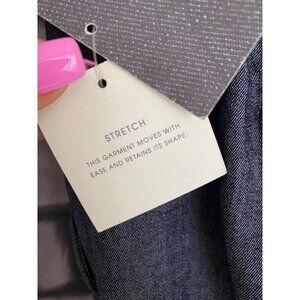 STRETCH
THIS GARMENT MOVES WITH
EASE AND RETAINS ITS SHAPE.